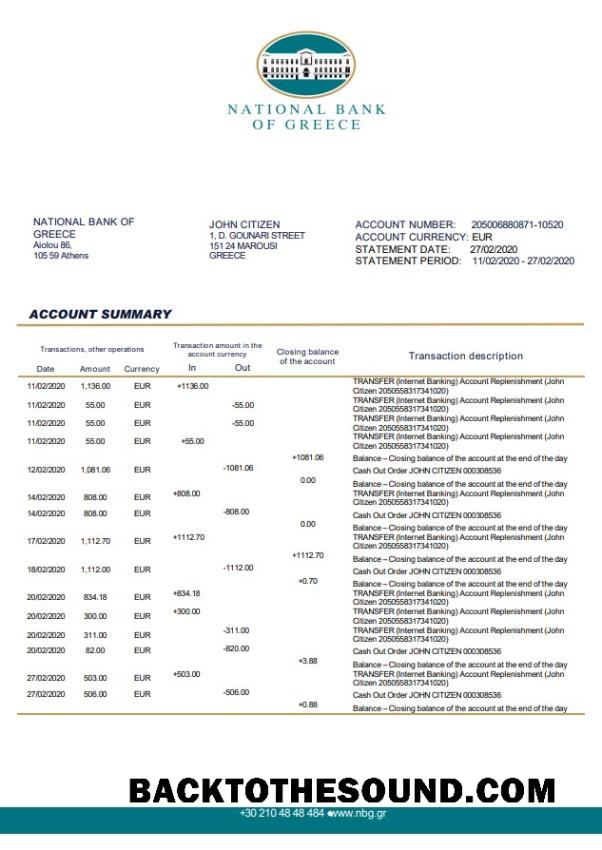 NATIONAL BANK
OF GREECE
NATIONAL BANK OF
GREECE
Aiolou 86,
105 59 Athens
JOHN CITIZEN
1, D. GOUNARI STREET
151 24 MAROUSI
GREECE
ACCOUNT NUMBER: 205006880871-10520
ACCOUNT CURRENCY: EUR
STATEMENT DATE: 27/02/2020
STATEMENT PERIOD: 11/02/2020 - 27/02/2020
ACCOUNT SUMMARY
Transactions, other operations
Transaction amount in the
account currency
Closing balance
of the account
Transaction description
Date Amount Currency In Out
11/02/2020 1,136.00 EUR +1136.00 TRANSFER (Internet Banking) Account Replenishment (John
Citizen 2050558317341020)
11/02/2020 55.00 EUR -55.00 TRANSFER (Internet Banking) Account Replenishment (John
Citizen 2050558317341020)
11/02/2020 55.00 EUR -55.00 TRANSFER (Internet Banking) Account Replenishment (John
Citizen 2050558317341020)
11/02/2020 55.00 EUR +55.00 TRANSFER (Internet Banking) Account Replenishment (John
Citizen 2050558317341020)
+1081.06 Balance – Closing balance of the account at the end of the day
12/02/2020 1,081.06 EUR -1081.06 Cash Out Order JOHN CITIZEN 000308536
0.00 Balance – Closing balance of the account at the end of the day
14/02/2020 808.00 EUR +808.00 TRANSFER (Internet Banking) Account Replenishment (John
Citizen 2050558317341020)
14/02/2020 808.00 EUR -808.00 Cash Out Order JOHN CITIZEN 000308536
0.00 Balance – Closing balance of the account at the end of the day
17/02/2020 1,112.70 EUR +1112.70 TRANSFER (Internet Banking) Account Replenishment (John
Citizen 2050558317341020)
+1112.70 Balance – Closing balance of the account at the end of the day
18/02/2020 1,112.00 EUR -1112.00 Cash Out Order JOHN CITIZEN 000308536
+0.70 Balance – Closing balance of the account at the end of the day
20/02/2020 834.18 EUR +834.18 TRANSFER (Internet Banking) Account Replenishment (John
Citizen 2050558317341020)
20/02/2020 300.00 EUR +300.00 TRANSFER (Internet Banking) Account Replenishment (John
Citizen 2050558317341020)
20/02/2020 311.00 EUR -311.00 TRANSFER (Internet Banking) Account Replenishment (John
Citizen 2050558317341020)
20/02/2020 82.00 EUR -820.00 Cash Out Order JOHN CITIZEN 000308536
+3.88 Balance – Closing balance of the account at the end of the day
27/02/2020 503.00 EUR +503.00 TRANSFER (Internet Banking) Account Replenishment (John
Citizen 2050558317341020)
27/02/2020 506.00 EUR -506.00 Cash Out Order JOHN CITIZEN 000308536
+0.88 Balance – Closing balance of the account at the end of the day
BACKTOTHESOUND.COM
+30 210 48 48 484 ●www.nbg.gr